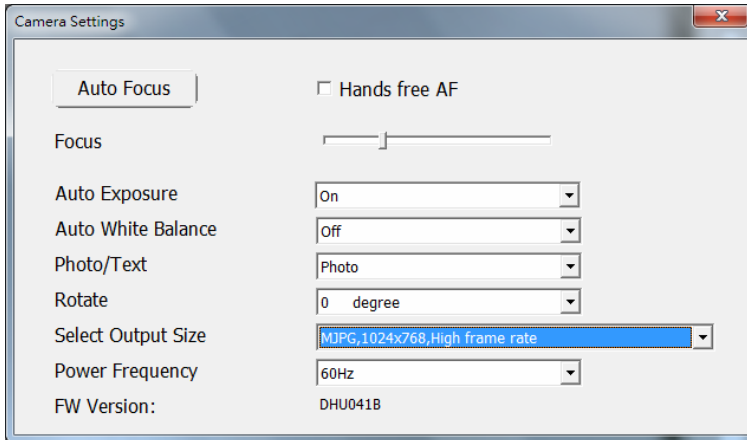 Camera Settings
Auto Focus
Hands free AF
Focus
Auto Exposure
On
Auto White Balance
Off
Photo/Text
Photo
Rotate
0 degree
Select Output Size
MJPG,1024x768,High frame rate
Power Frequency
60Hz
FW Version:
DHU041B